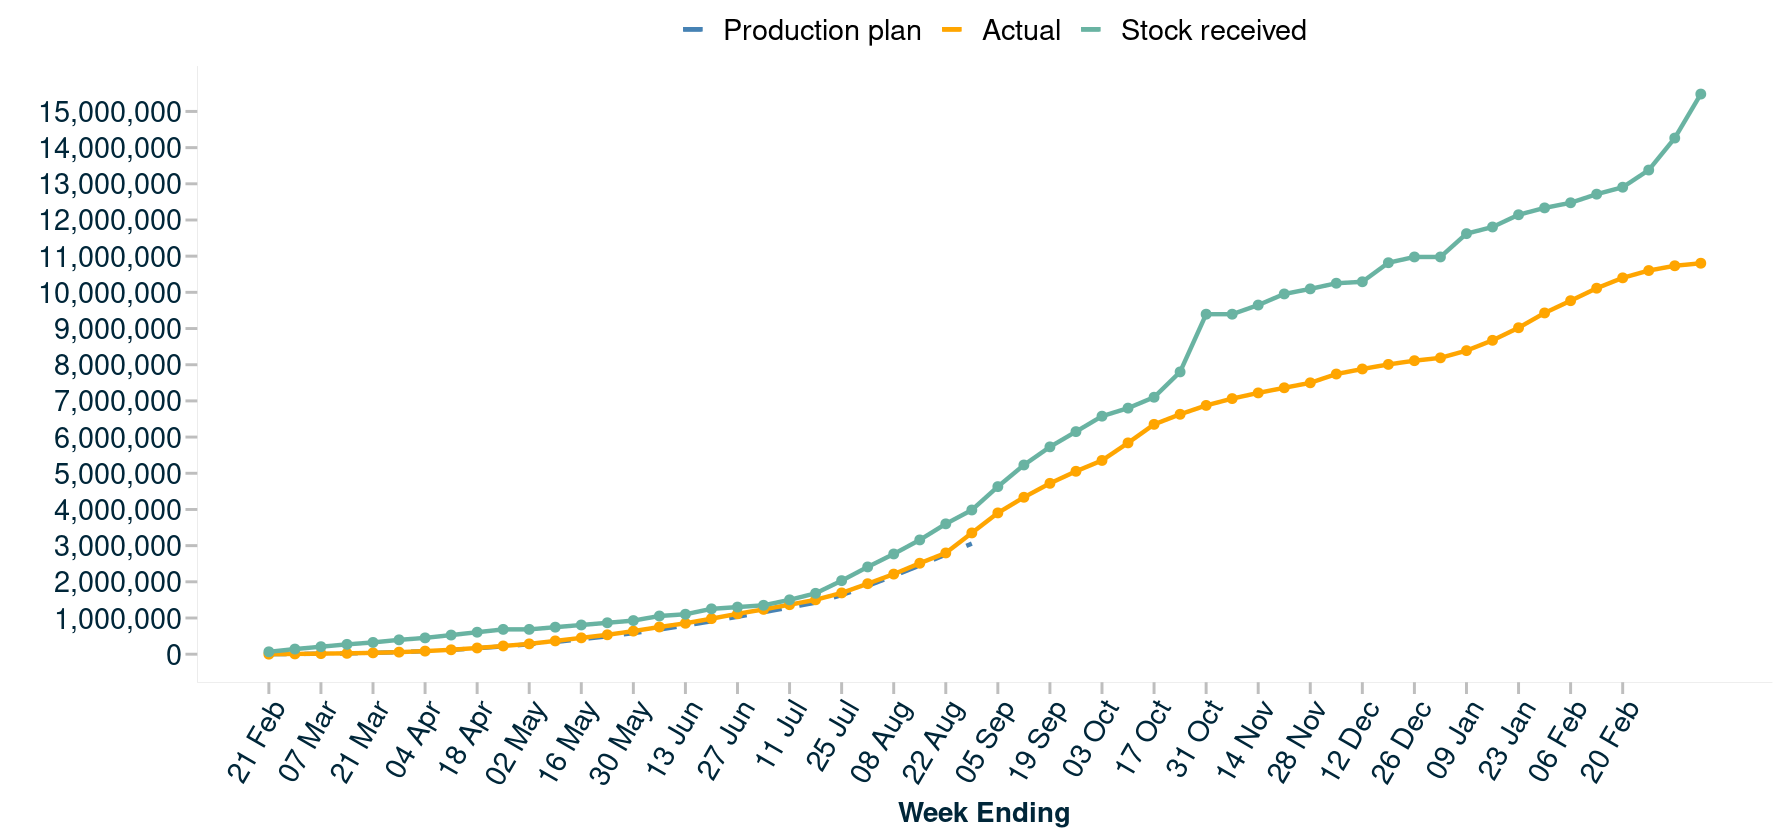 Production plan Actual Stock received
15,000,000
14,000,000
13,000,000
12,000,000
11,000,000
10,000,000
9,000,000
8,000,000
7,000,000
6,000,000
5,000,000
4,000,000
3,000,000
2,000,000
1,000,000
0
21 Feb
07 Mar
21 Mar
04 Apr
18 Apr
02 May
16 May
30 May
13 Jun
27 Jun
11 Jul
25 Jul
08 Aug
22 Aug
05 Sep
19 Sep
03 Oct
17 Oct
31 Oct
14 Nov
28 Nov
12 Dec
26 Dec
09 Jan
23 Jan
06 Feb
20 Feb
Week Ending